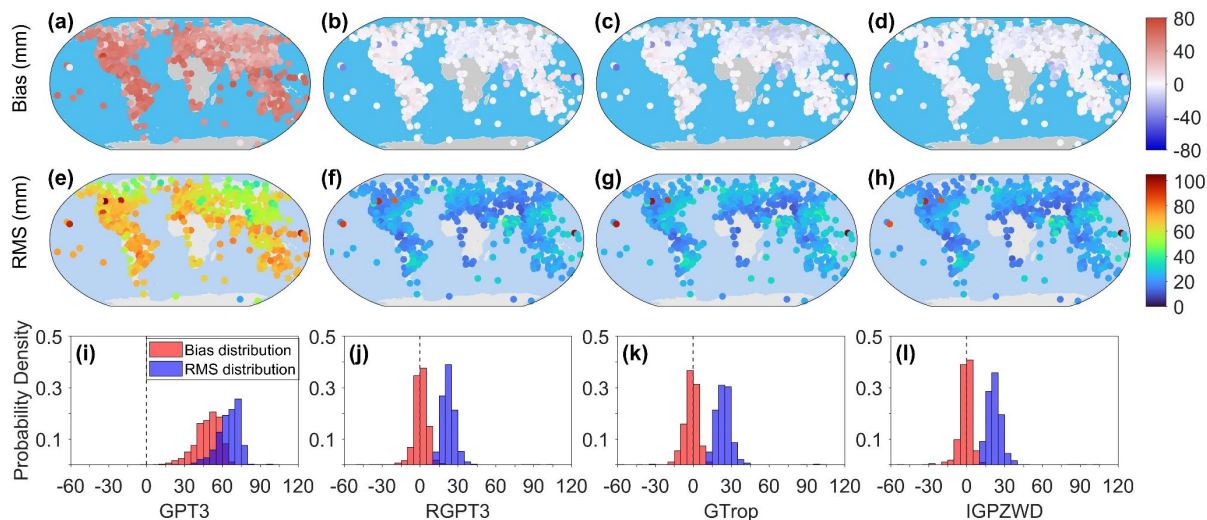 (a) (b) (c) (d)
Bias (mm)
80
40
0
-40
-80
(e) (f) (g) (h)
RMS (mm)
100
80
60
40
20
0
Probability Density
0.5 0.5 0.5 0.5
(i) (j) (k) (l)
Bias distribution
RMS distribution
0.3 0.3 0.3 0.3
0.1 0.1 0.1 0.1
-60 -30 0 30 60 90 120 -60 -30 0 30 60 90 120 -60 -30 0 30 60 90 120 -60 -30 0 30 60 90 120
GPT3 RGPT3 GTrop IGPZWD